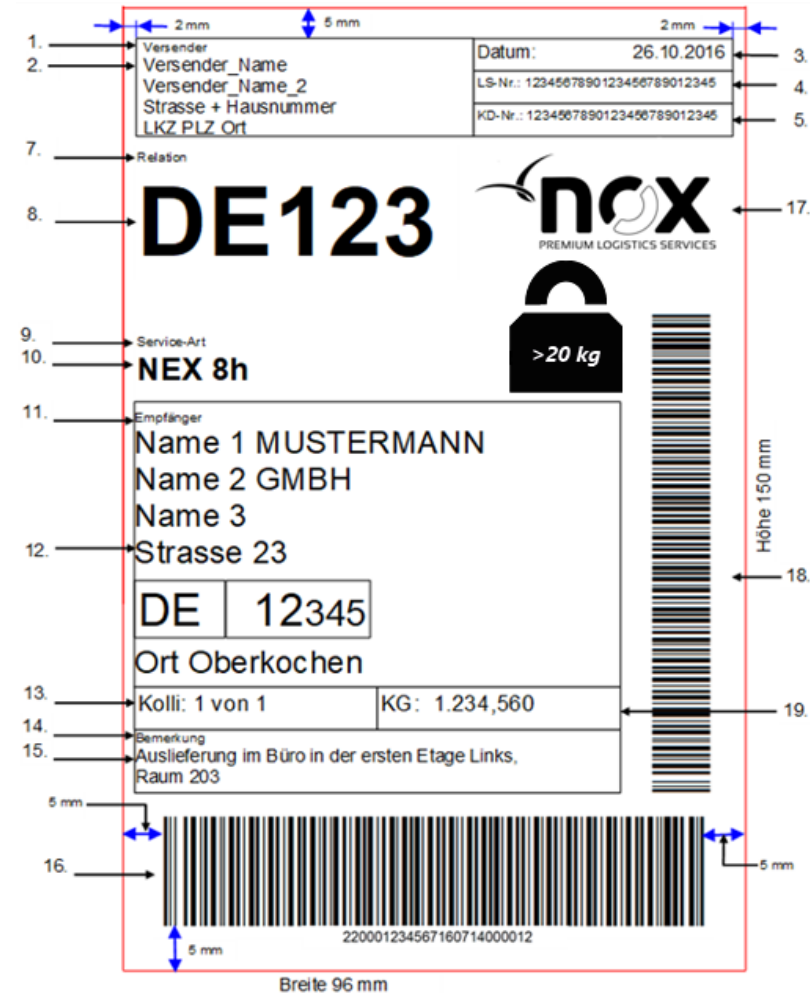 2 mm
5 mm
2 mm
1.
Versender
2.
Versender_Name
Versender_Name_2
Strasse + Hausnummer
LKZ PLZ Ort
Datum: 26.10.2016
3.
LS-Nr.: 1234567890123456789012345
4.
KD-Nr.: 1234567890123456789012345
5.
7.
Relation
8.
DE123
nox
PREMIUM LOGISTICS SERVICES
17.
>20 kg
9.
Service-Art
10.
NEX 8h
11.
Empfänger
Name 1 MUSTERMANN
Name 2 GMBH
Name 3
12.
Strasse 23
DE 12345
Ort Oberkochen
Höhe 150 mm
18.
13.
Kolli: 1 von 1
KG: 1.234,560
19.
14.
Bemerkung
15.
Auslieferung im Büro in der ersten Etage Links,
Raum 203
5 mm
16.
5 mm
220001234567160714000012
5 mm
Breite 96 mm